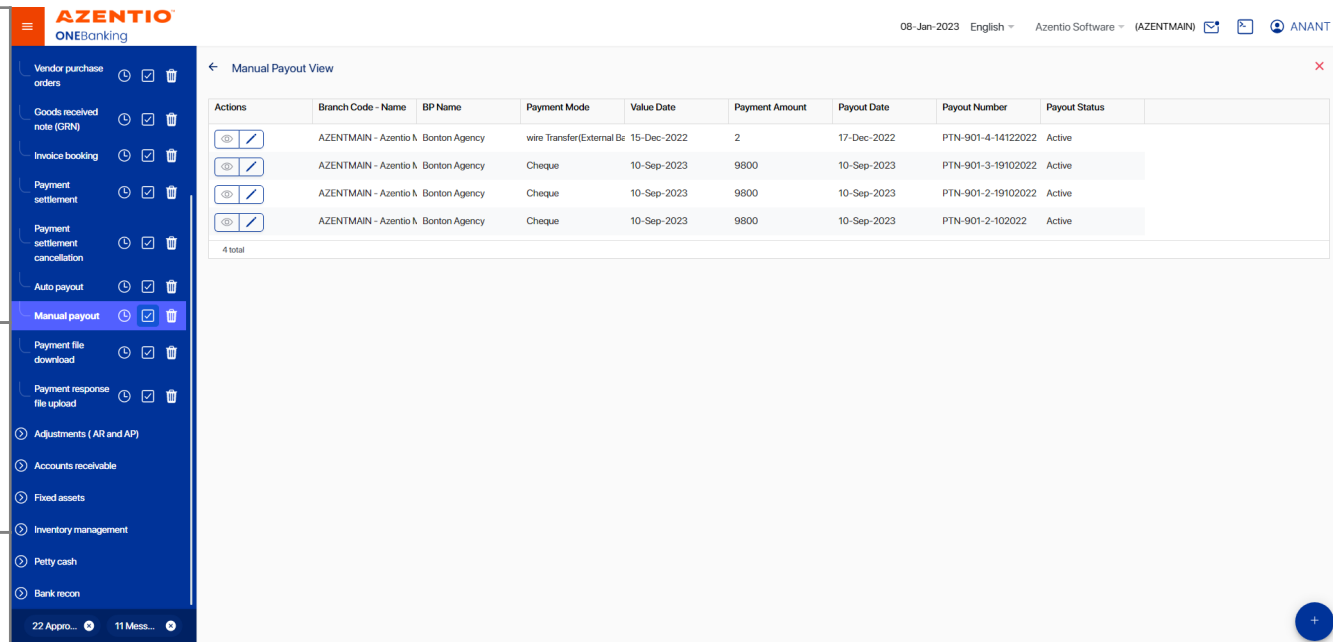 AZENTIO
ONEBanking
08-Jan-2023 English Azentio Software (AZENTMAIN) ANANT
Vendor purchase
orders
Goods received
note (GRN)
Invoice booking
Payment
settlement
Payment
settlement
cancellation
Auto payout
Manual payout
Payment file
download
Payment response
file upload
Adjustments ( AR and AP)
Accounts receivable
Fixed assets
Inventory management
Petty cash
Bank recon
22 Appro... 11 Mess...
Manual Payout View
Actions Branch Code - Name BP Name Payment Mode Value Date Payment Amount Payout Date Payout Number Payout Status
AZENTMAIN - Azentio M Bonton Agency wire Transfer(External Ba 15-Dec-2022 2 17-Dec-2022 PTN-901-4-14122022 Active
AZENTMAIN - Azentio M Bonton Agency Cheque 10-Sep-2023 9800 10-Sep-2023 PTN-901-3-19102022 Active
AZENTMAIN - Azentio M Bonton Agency Cheque 10-Sep-2023 9800 10-Sep-2023 PTN-901-2-19102022 Active
AZENTMAIN - Azentio M Bonton Agency Cheque 10-Sep-2023 9800 10-Sep-2023 PTN-901-2-102022 Active
4 total